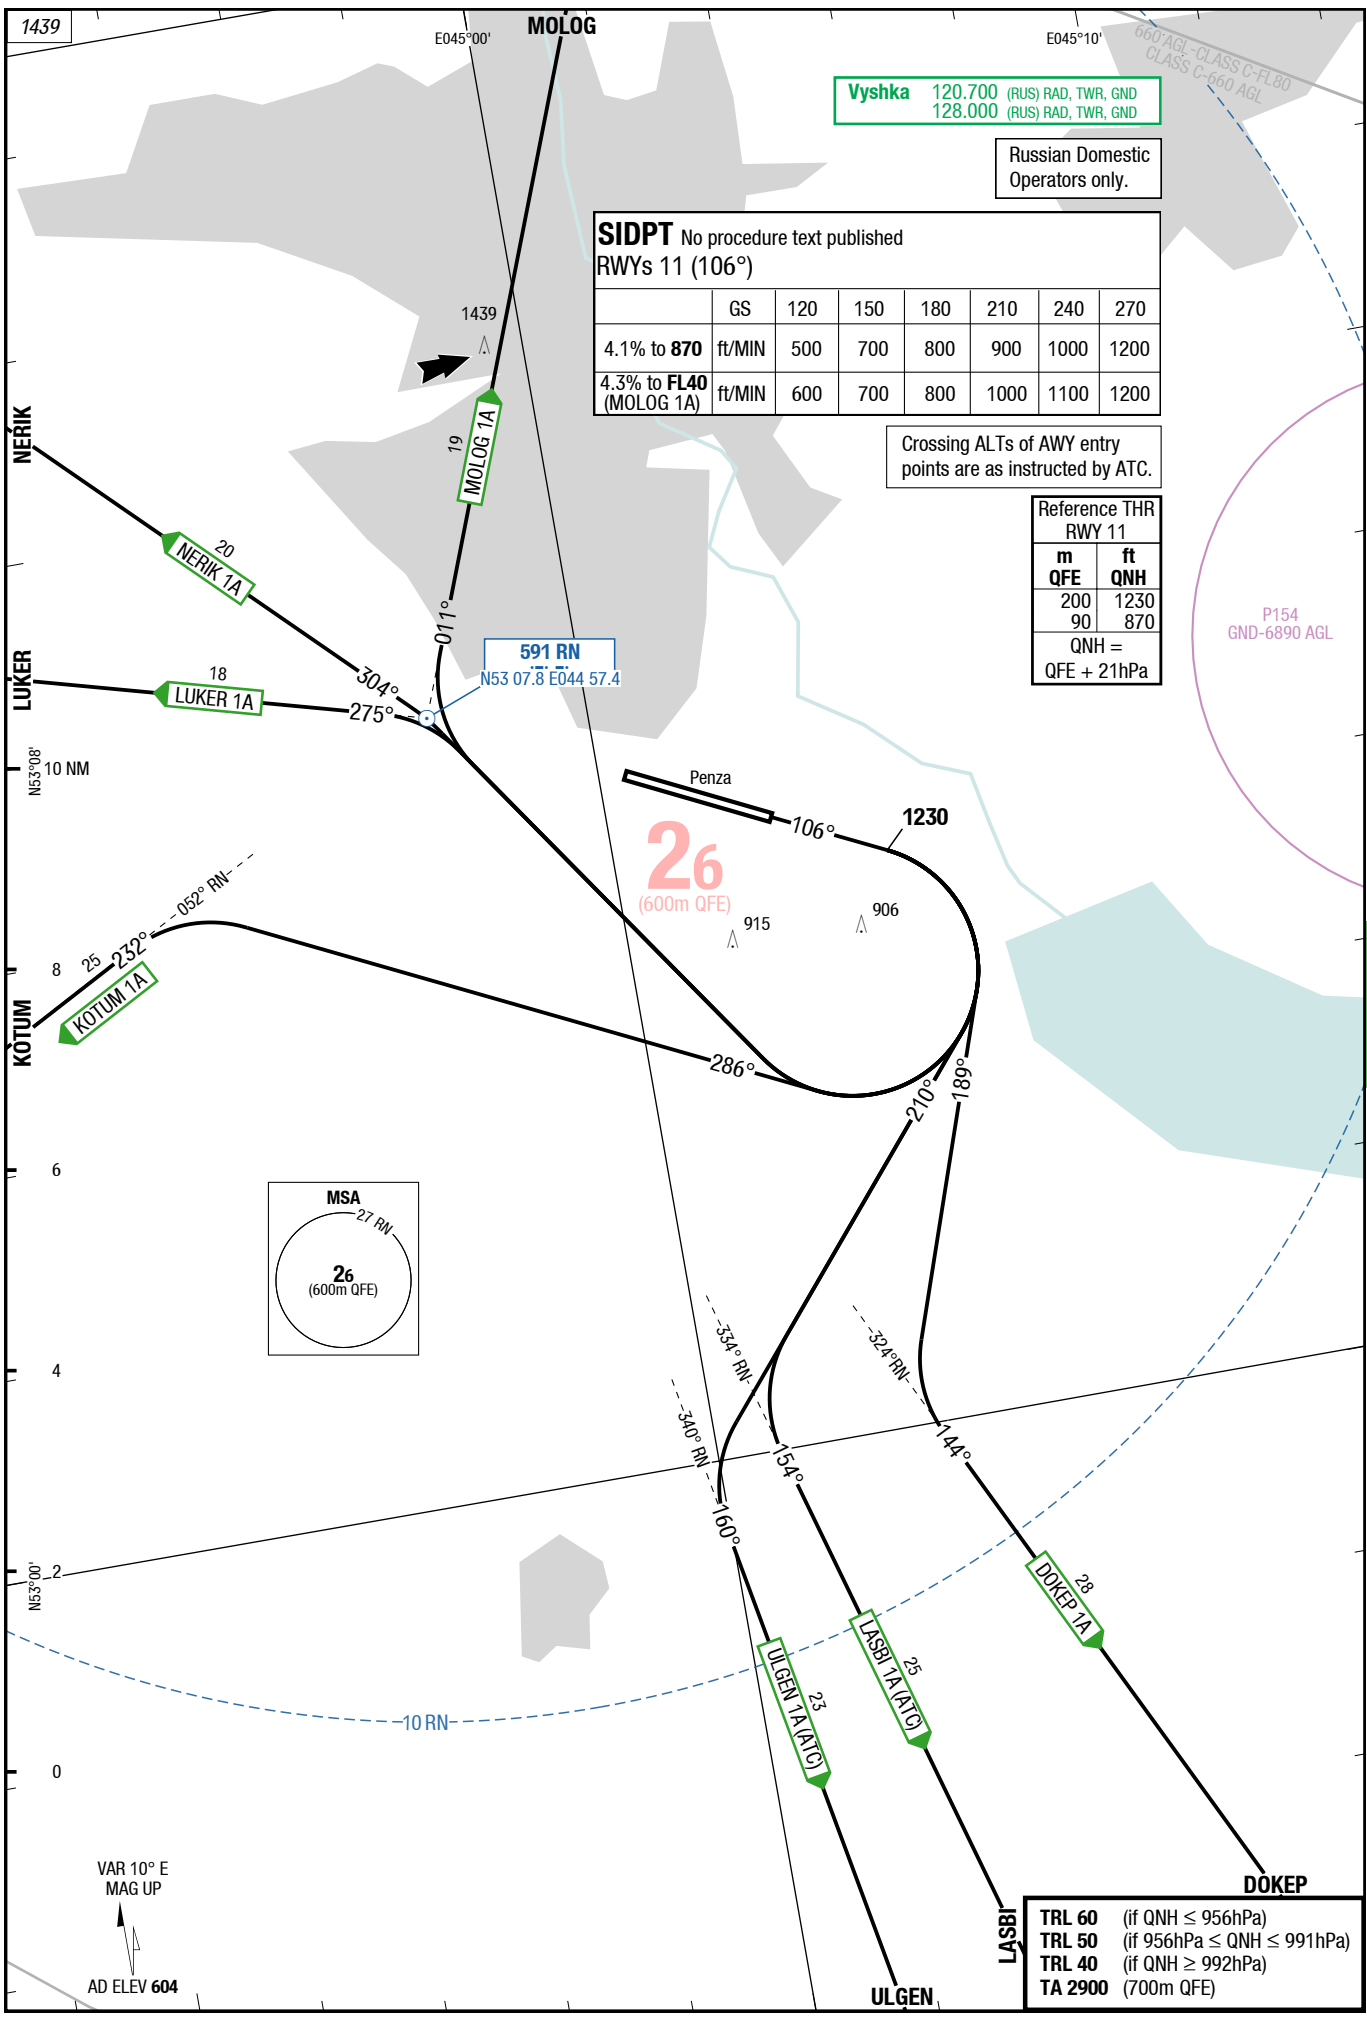 1439
E045°00'
MOLOG
E045°10'
660 AGL-CLASS C-FL80
CLASS C-660 AGL
Vyshka 120.700 (RUS) RAD, TWR, GND
128.000 (RUS) RAD, TWR, GND
Russian Domestic
Operators only.
SIDPT No procedure text published
RWYs 11 (106°)
GS 120 150 180 210 240 270
4.1% to 870 ft/MIN 500 700 800 900 1000 1200
4.3% to FL40
(MOLOG 1A) ft/MIN 600 700 800 1000 1100 1200
Crossing ALTs of AWY entry
points are as instructed by ATC.
Reference THR
RWY 11
m ft
QFE QNH
200 1230
90 870
QNH =
QFE + 21hPa
P154
GND-6890 AGL
1439
19
MOLOG 1A
011°
NERIK
20
NERIK 1A
304°
LUKER
18
LUKER 1A
275°
591 RN
N53 07.8 E044 57.4
N53°08'
10 NM
Penza
106°
1230
26
(600m QFE)
915
906
052° RN
232°
25
KOTUM 1A
KOTUM
8
286°
210°
189°
6
MSA
27 RN
26
(600m QFE)
4
334° RN
324°RN
340° RN
154°
144°
160°
N53°00'
2
28
DOKEP 1A
25
LASBI 1A (ATC)
23
ULGEN 1A (ATC)
10 RN
0
VAR 10° E
MAG UP
AD ELEV 604
DOKEP
LASBI
ULGEN
TRL 60 (if QNH ≤ 956hPa)
TRL 50 (if 956hPa ≤ QNH ≤ 991hPa)
TRL 40 (if QNH ≥ 992hPa)
TA 2900 (700m QFE)